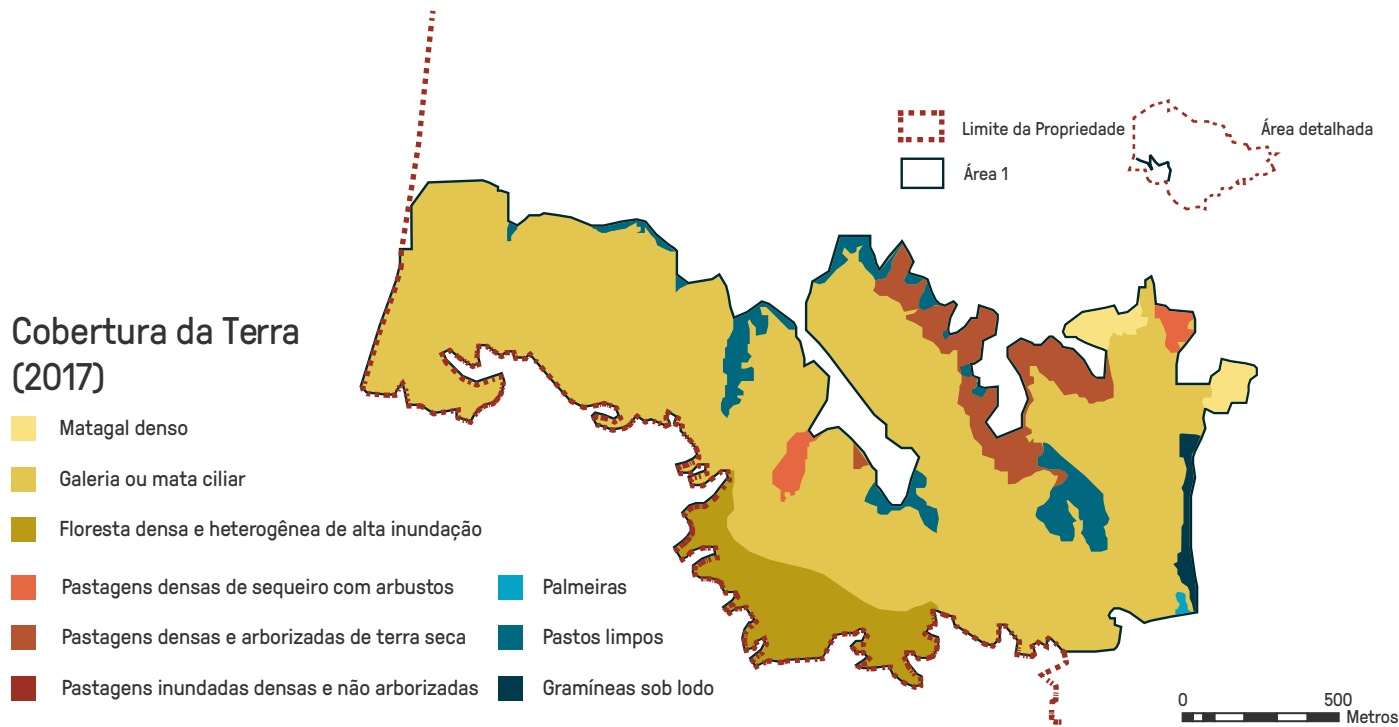 Limite da Propriedade
Área detalhada
Área 1
Cobertura da Terra
(2017)
Matagal denso
Galeria ou mata ciliar
Floresta densa e heterogênea de alta inundação
Pastagens densas de sequeiro com arbustos
Palmeiras
Pastagens densas e arborizadas de terra seca
Pastos limpos
Pastagens inundadas densas e não arborizadas
Gramíneas sob lodo
0 500
Metros